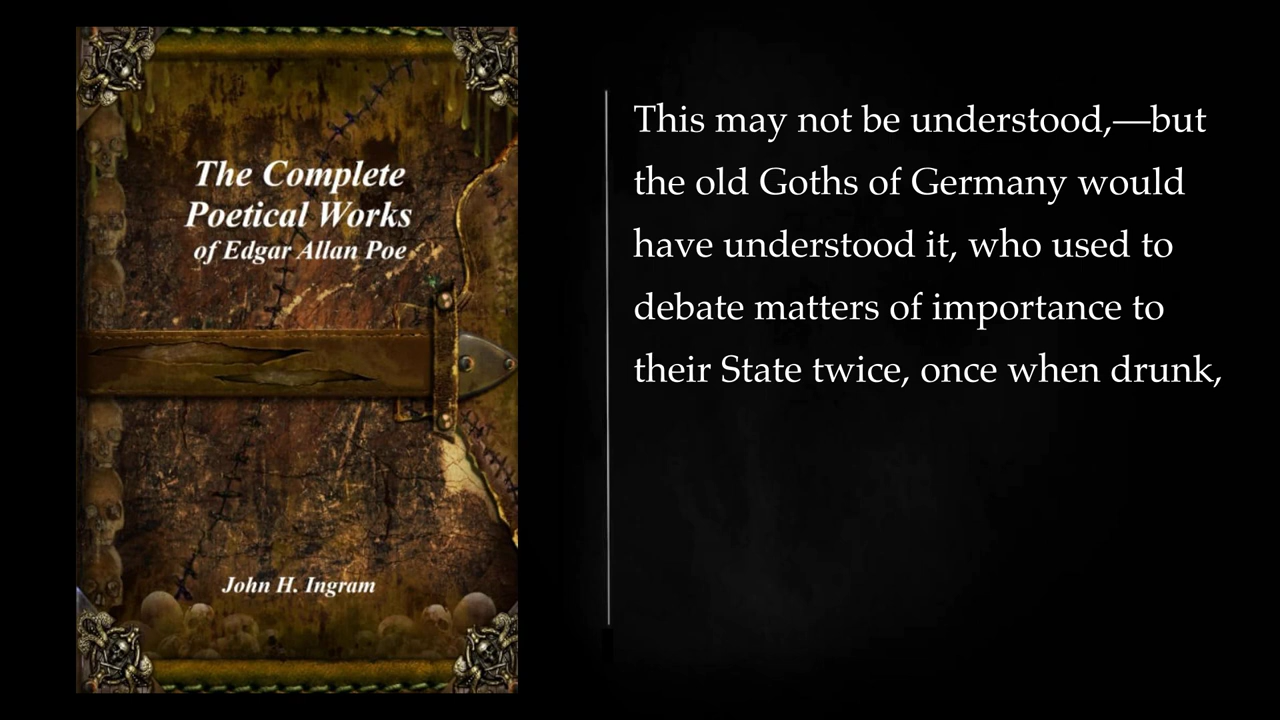 The Complete
Poetical Works
of Edgar Allan Poe
John H. Ingram
This may not be understood,—but
the old Goths of Germany would
have understood it, who used to
debate matters of importance to
their State twice, once when drunk,